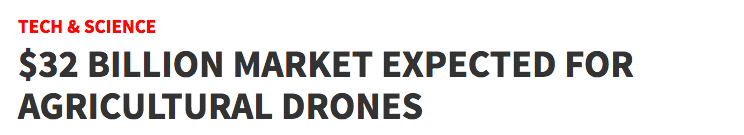 TECH & SCIENCE
$32 BILLION MARKET EXPECTED FOR
AGRICULTURAL DRONES